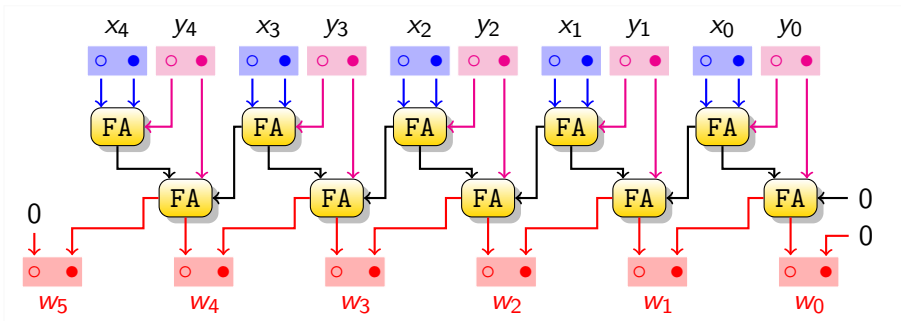 x4 y4 x3 y3 x2 y2 x1 y1 x0 y0
FA FA FA FA FA
FA FA FA FA FA 0
0 0
w5 w4 w3 w2 w1 w0